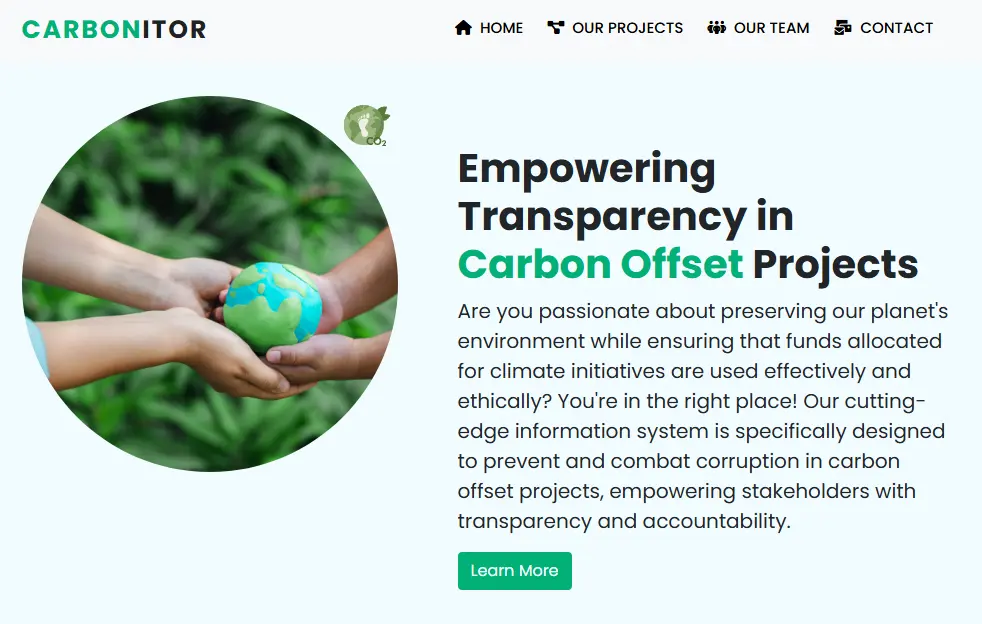 CARBONITOR
HOME
OUR PROJECTS
OUR TEAM
CONTACT
CO₂
Empowering
Transparency in
Carbon Offset Projects
Are you passionate about preserving our planet's
environment while ensuring that funds allocated
for climate initiatives are used effectively and
ethically? You're in the right place! Our cutting-
edge information system is specifically designed
to prevent and combat corruption in carbon
offset projects, empowering stakeholders with
transparency and accountability.
Learn More